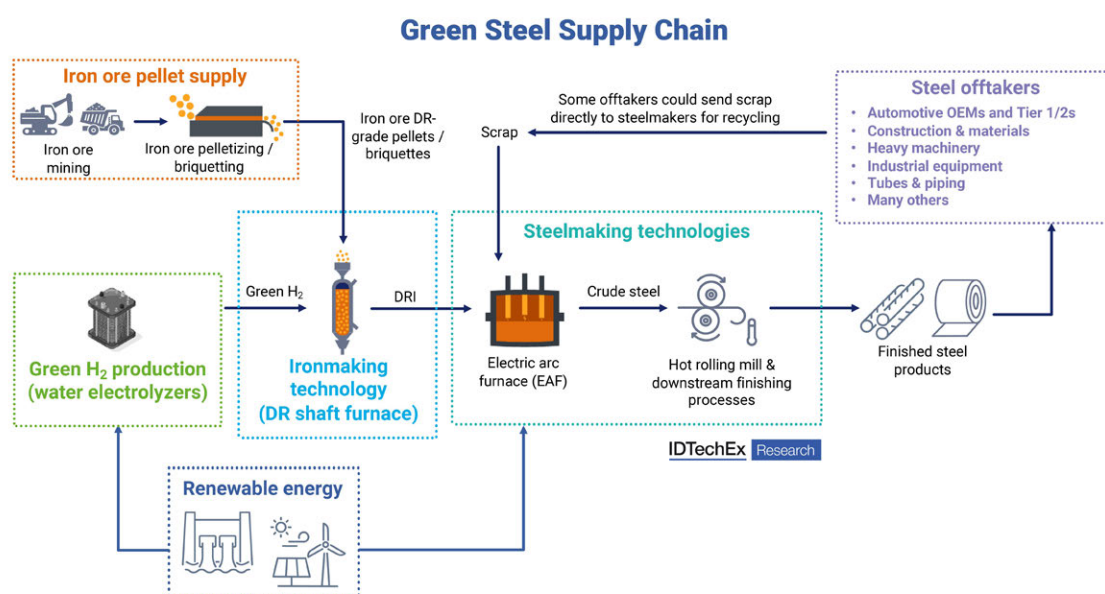 Green Steel Supply Chain
Iron ore pellet supply
Iron ore
mining
Iron ore pelletizing /
briquetting
Iron ore DR-
grade pellets /
briquettes
Scrap
Some offtakers could send scrap
directly to steelmakers for recycling
Steel offtakers
• Automotive OEMs and Tier 1/2s
• Construction & materials
• Heavy machinery
• Industrial equipment
• Tubes & piping
• Many others
Green H₂ production
(water electrolyzers)
Green H₂
Ironmaking
technology
(DR shaft furnace)
DRI
Steelmaking technologies
Electric arc
furnace (EAF)
Crude steel
Hot rolling mill &
downstream finishing
processes
Finished steel
products
IDTechEx Research
Renewable energy